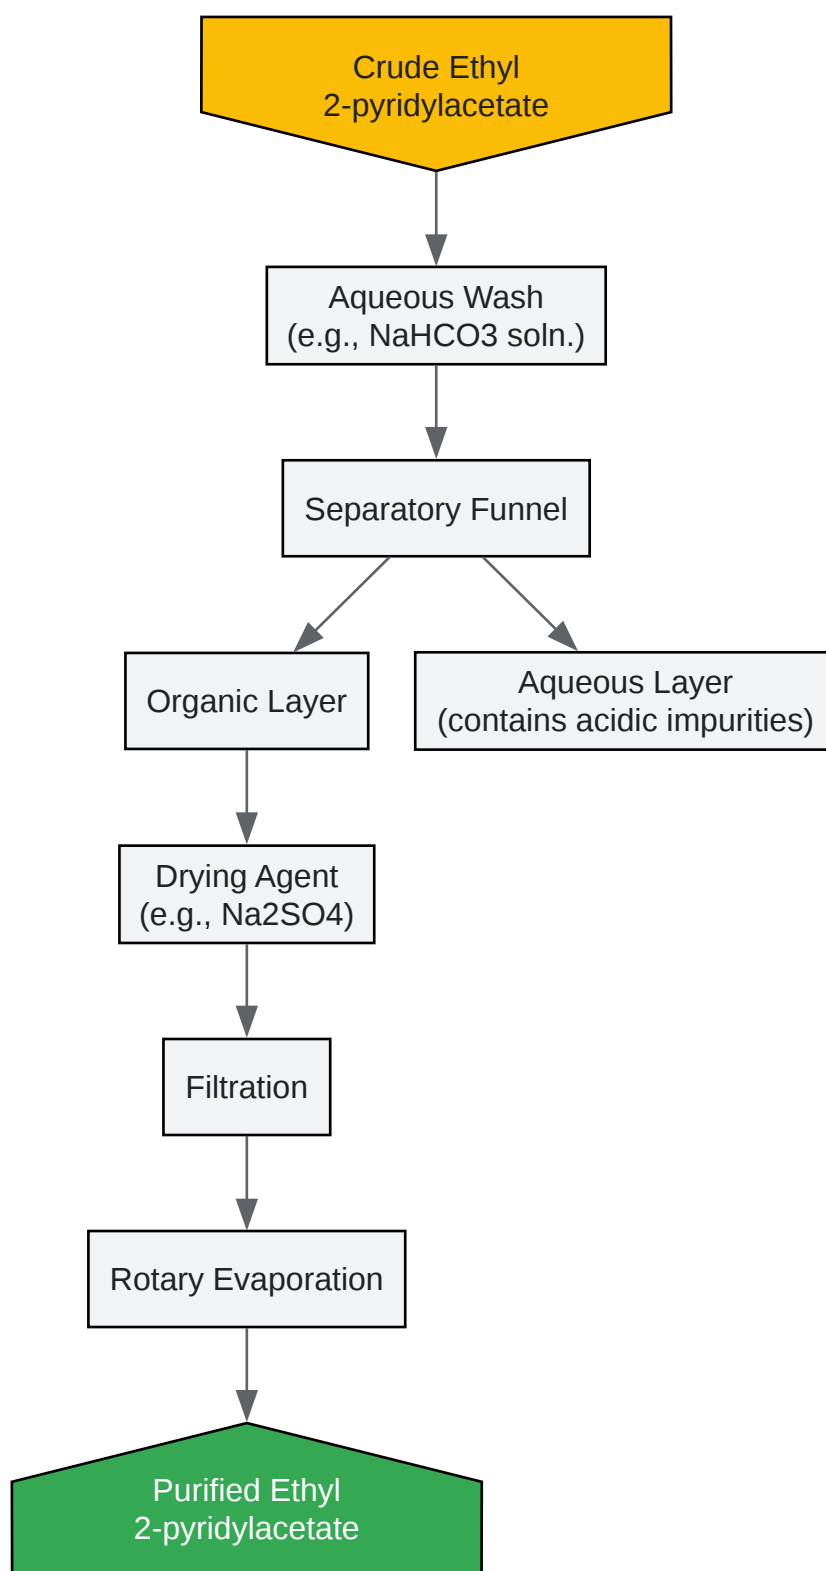 Crude Ethyl
2-pyridylacetate
Aqueous Wash
(e.g., NaHCO3 soln.)
Separatory Funnel
Organic Layer
Aqueous Layer
(contains acidic impurities)
Drying Agent
(e.g., Na2SO4)
Filtration
Rotary Evaporation
Purified Ethyl
2-pyridylacetate